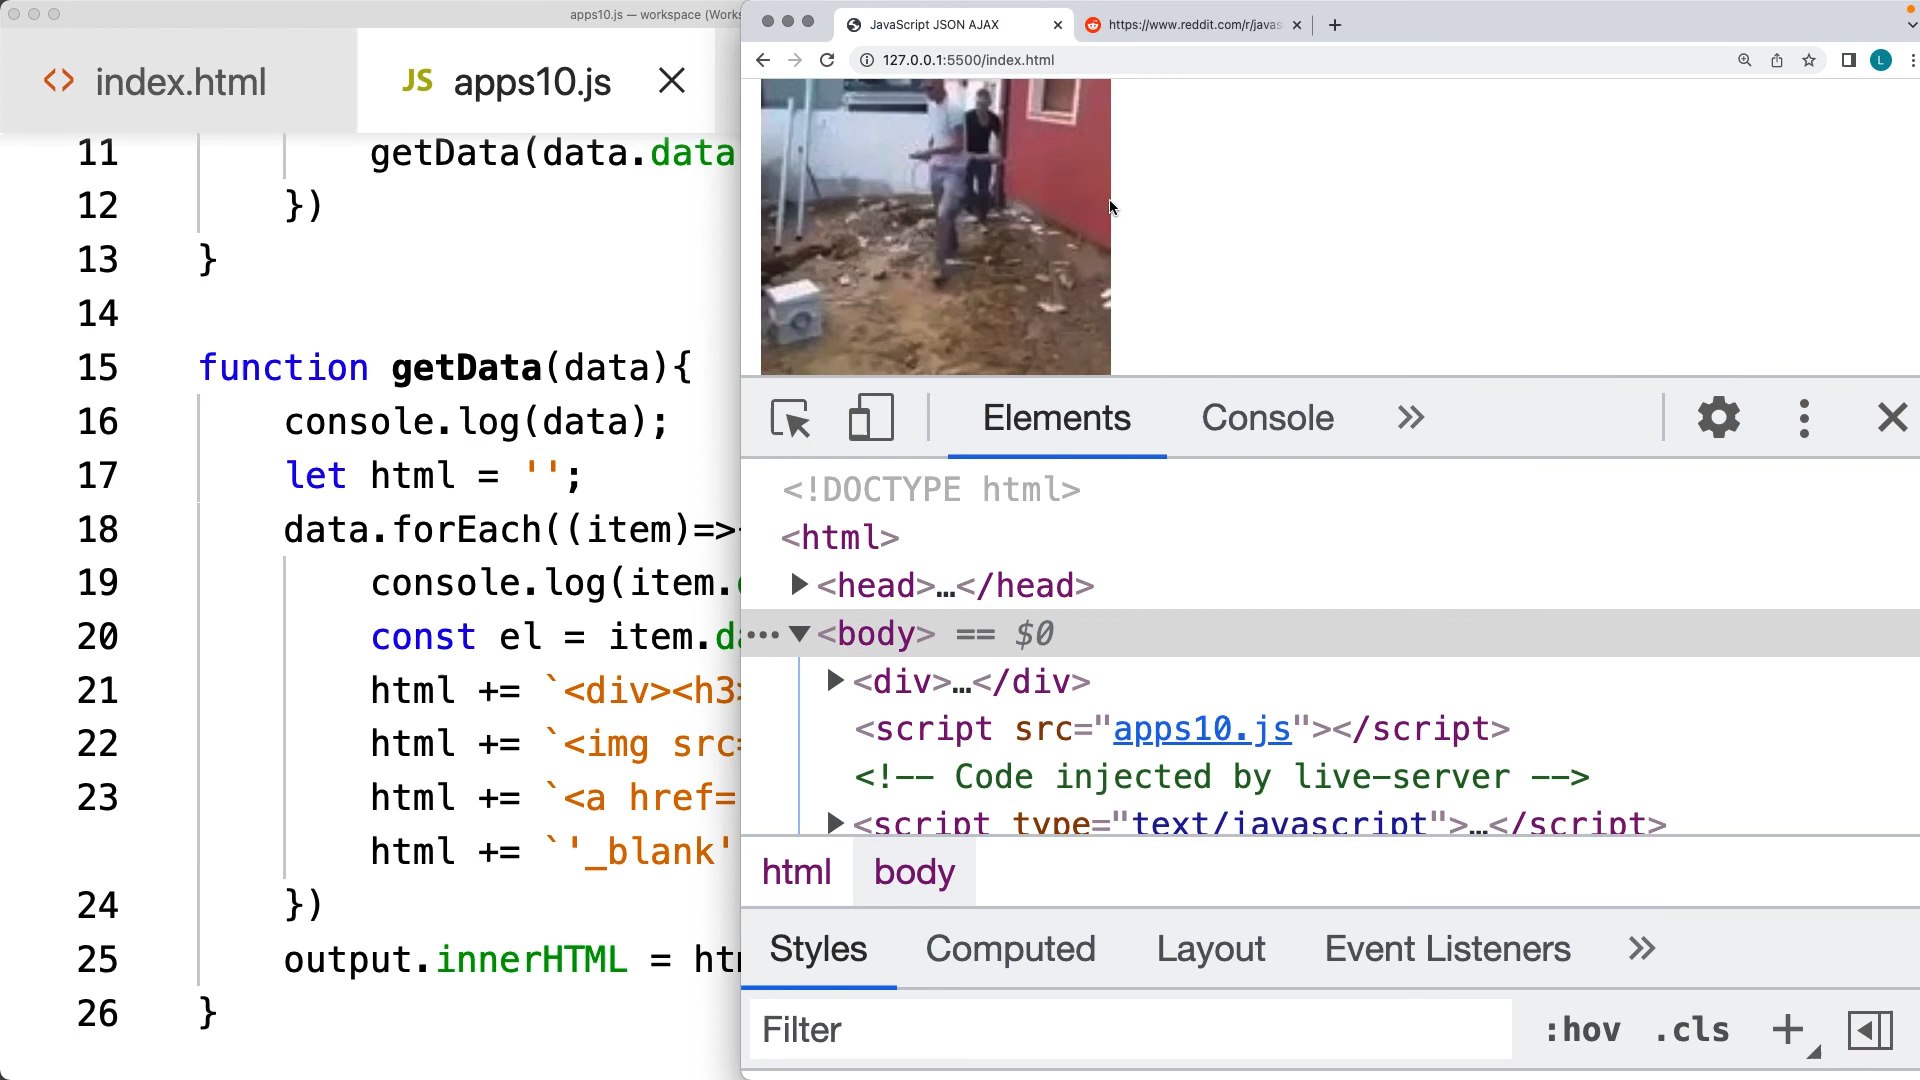 apps10.js — workspace (Works
index.html
JS apps10.js
11 getData(data.data
12 })
13 }
14
15 function getData(data){
16 console.log(data);
17 let html = '';
18 data.forEach((item)=>
19 console.log(item.
20 const el = item.da
21 html += `<div><h3>
22 html += `<img src=
23 html += `<a href=
html += `'_blank'
24 })
25 output.innerHTML = htm
26 }
JavaScript JSON AJAX
https://www.reddit.com/r/javas
127.0.0.1:5500/index.html
L
Elements Console »
<!DOCTYPE html>
<html>
<head>…</head>
<body> == $0
<div>…</div>
<script src="apps10.js"></script>
<!-- Code injected by live-server -->
<script type="text/javascript">…</script>
html body
Styles Computed Layout Event Listeners »
Filter :hov .cls +